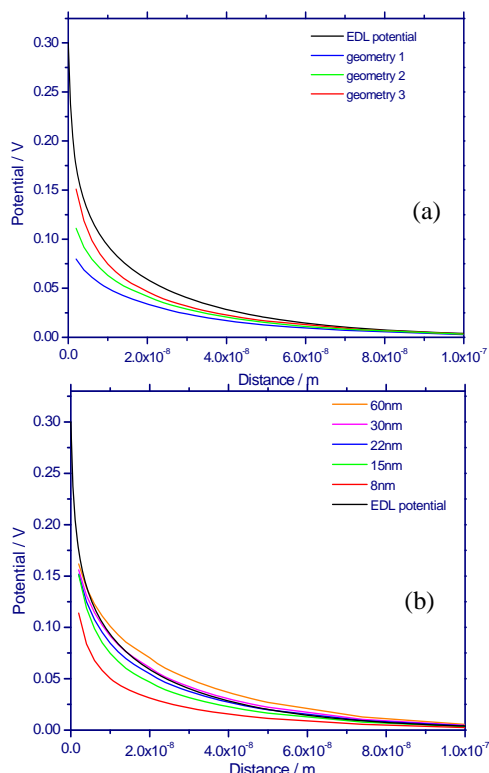 0.30
0.25
0.20
0.15
0.10
0.05
0.00
Potential / V
EDL potential
geometry 1
geometry 2
geometry 3
(a)
0.0 2.0x10⁻⁸ 4.0x10⁻⁸ 6.0x10⁻⁸ 8.0x10⁻⁸ 1.0x10⁻⁷
Distance / m
0.30
0.25
0.20
0.15
0.10
0.05
0.00
Potential / V
60nm
30nm
22nm
15nm
8nm
EDL potential
(b)
0.0 2.0x10⁻⁸ 4.0x10⁻⁸ 6.0x10⁻⁸ 8.0x10⁻⁸ 1.0x10⁻⁷
Distance / m